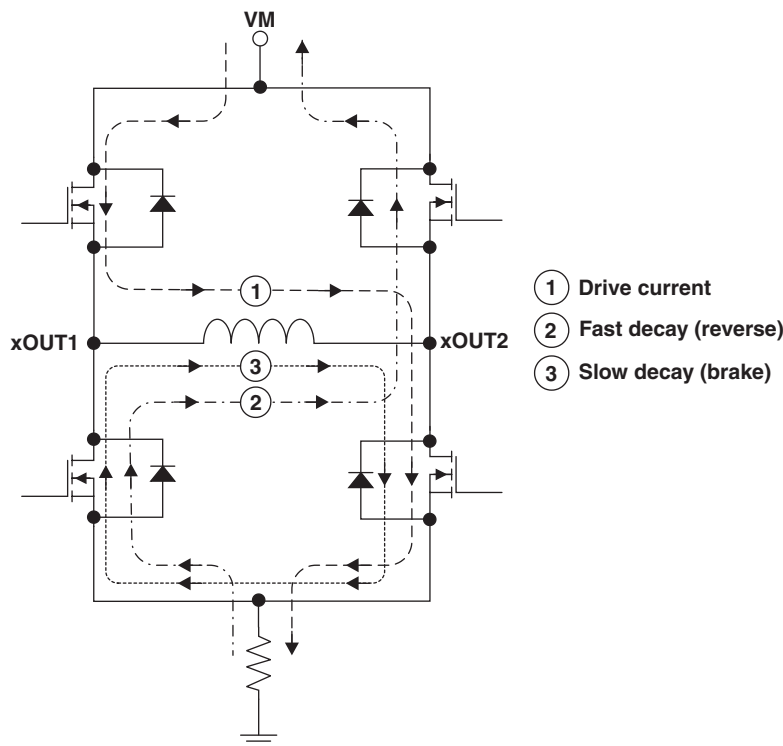 VM
1
xOUT1
xOUT2
3
2
1 Drive current
2 Fast decay (reverse)
3 Slow decay (brake)